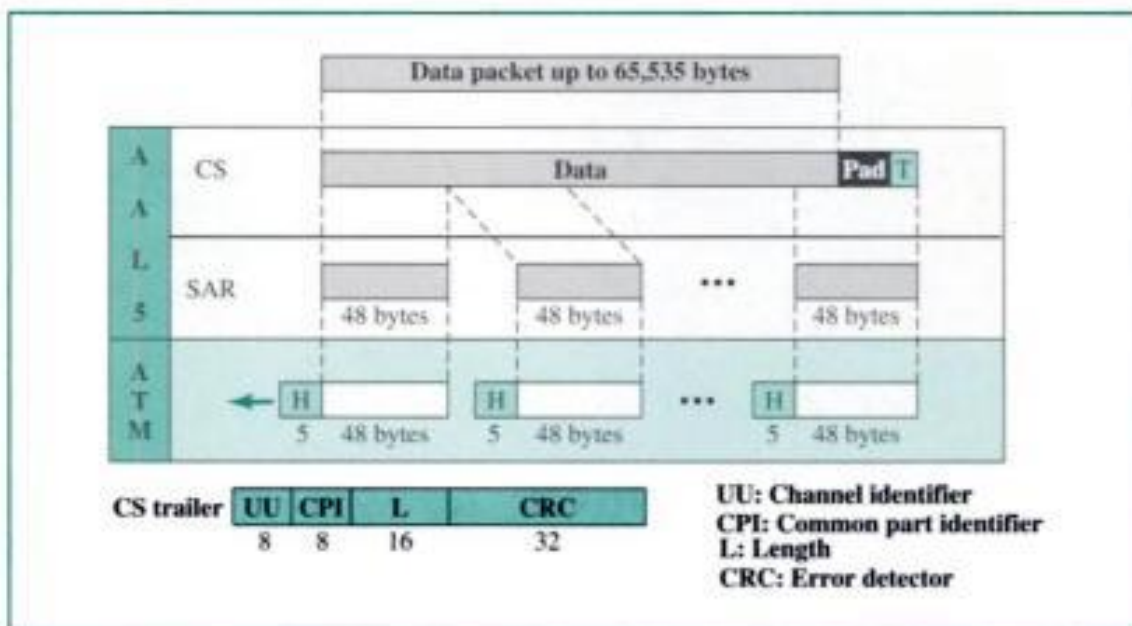 Data packet up to 65,535 bytes
A
A
L
5
CS
Data
Pad
T
SAR
...
48 bytes
48 bytes
48 bytes
A
T
M
H
H
...
H
5
48 bytes
5
48 bytes
5
48 bytes
CS trailer
UU
CPI
L
CRC
8
8
16
32
UU: Channel identifier
CPI: Common part identifier
L: Length
CRC: Error detector